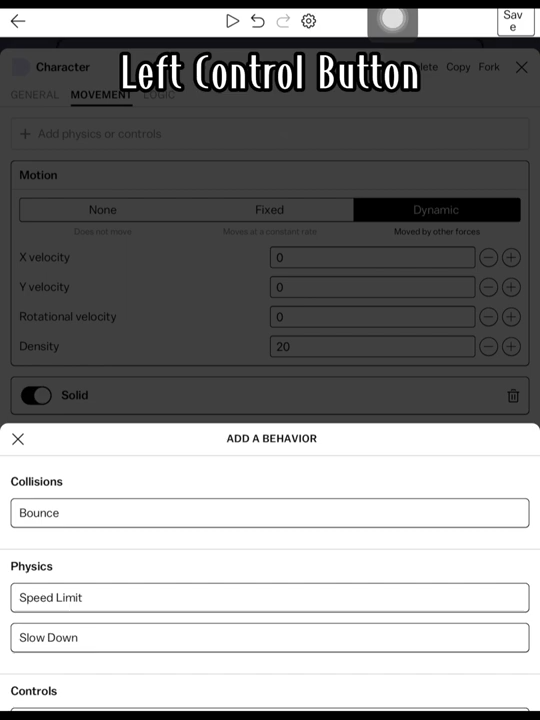 Save
Left Control Button
Character
lete
Copy
Fork
GENERAL
MOVEMENT
LOGIC
+ Add physics or controls
Motion
None
Fixed
Dynamic
Does not move
Moves at a constant rate
Moved by other forces
X velocity
0
Y velocity
0
Rotational velocity
0
Density
20
Solid
ADD A BEHAVIOR
Collisions
Bounce
Physics
Speed Limit
Slow Down
Controls